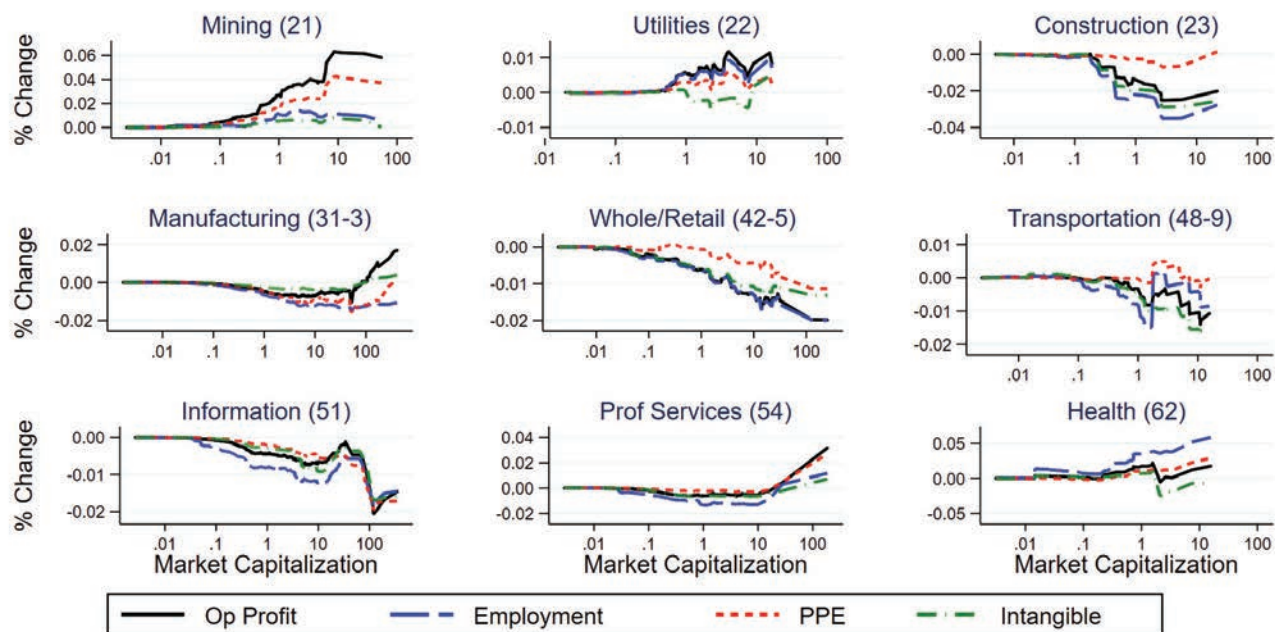 Mining (21)
Utilities (22)
Construction (23)
% Change
0.06
0.04
0.02
0.00
.01 .1 1 10 100
0.01
0.00
-0.01
0.01 .01 .1 1 10 100
0.00
-0.02
-0.04
.01 .1 1 10 100
Manufacturing (31-3)
Whole/Retail (42-5)
Transportation (48-9)
% Change
0.02
0.00
-0.02
.01 .1 1 10 100
0.00
-0.01
-0.02
.01 .1 1 10 100
0.01
0.00
-0.01
-0.02
.01 .1 1 10 100
Information (51)
Prof Services (54)
Health (62)
% Change
0.00
-0.01
-0.02
.01 .1 1 10 100
Market Capitalization
0.04
0.02
0.00
-0.02
.01 .1 1 10 100
Market Capitalization
0.05
0.00
-0.05
.01 .1 1 10 100
Market Capitalization
Op Profit Employment PPE Intangible